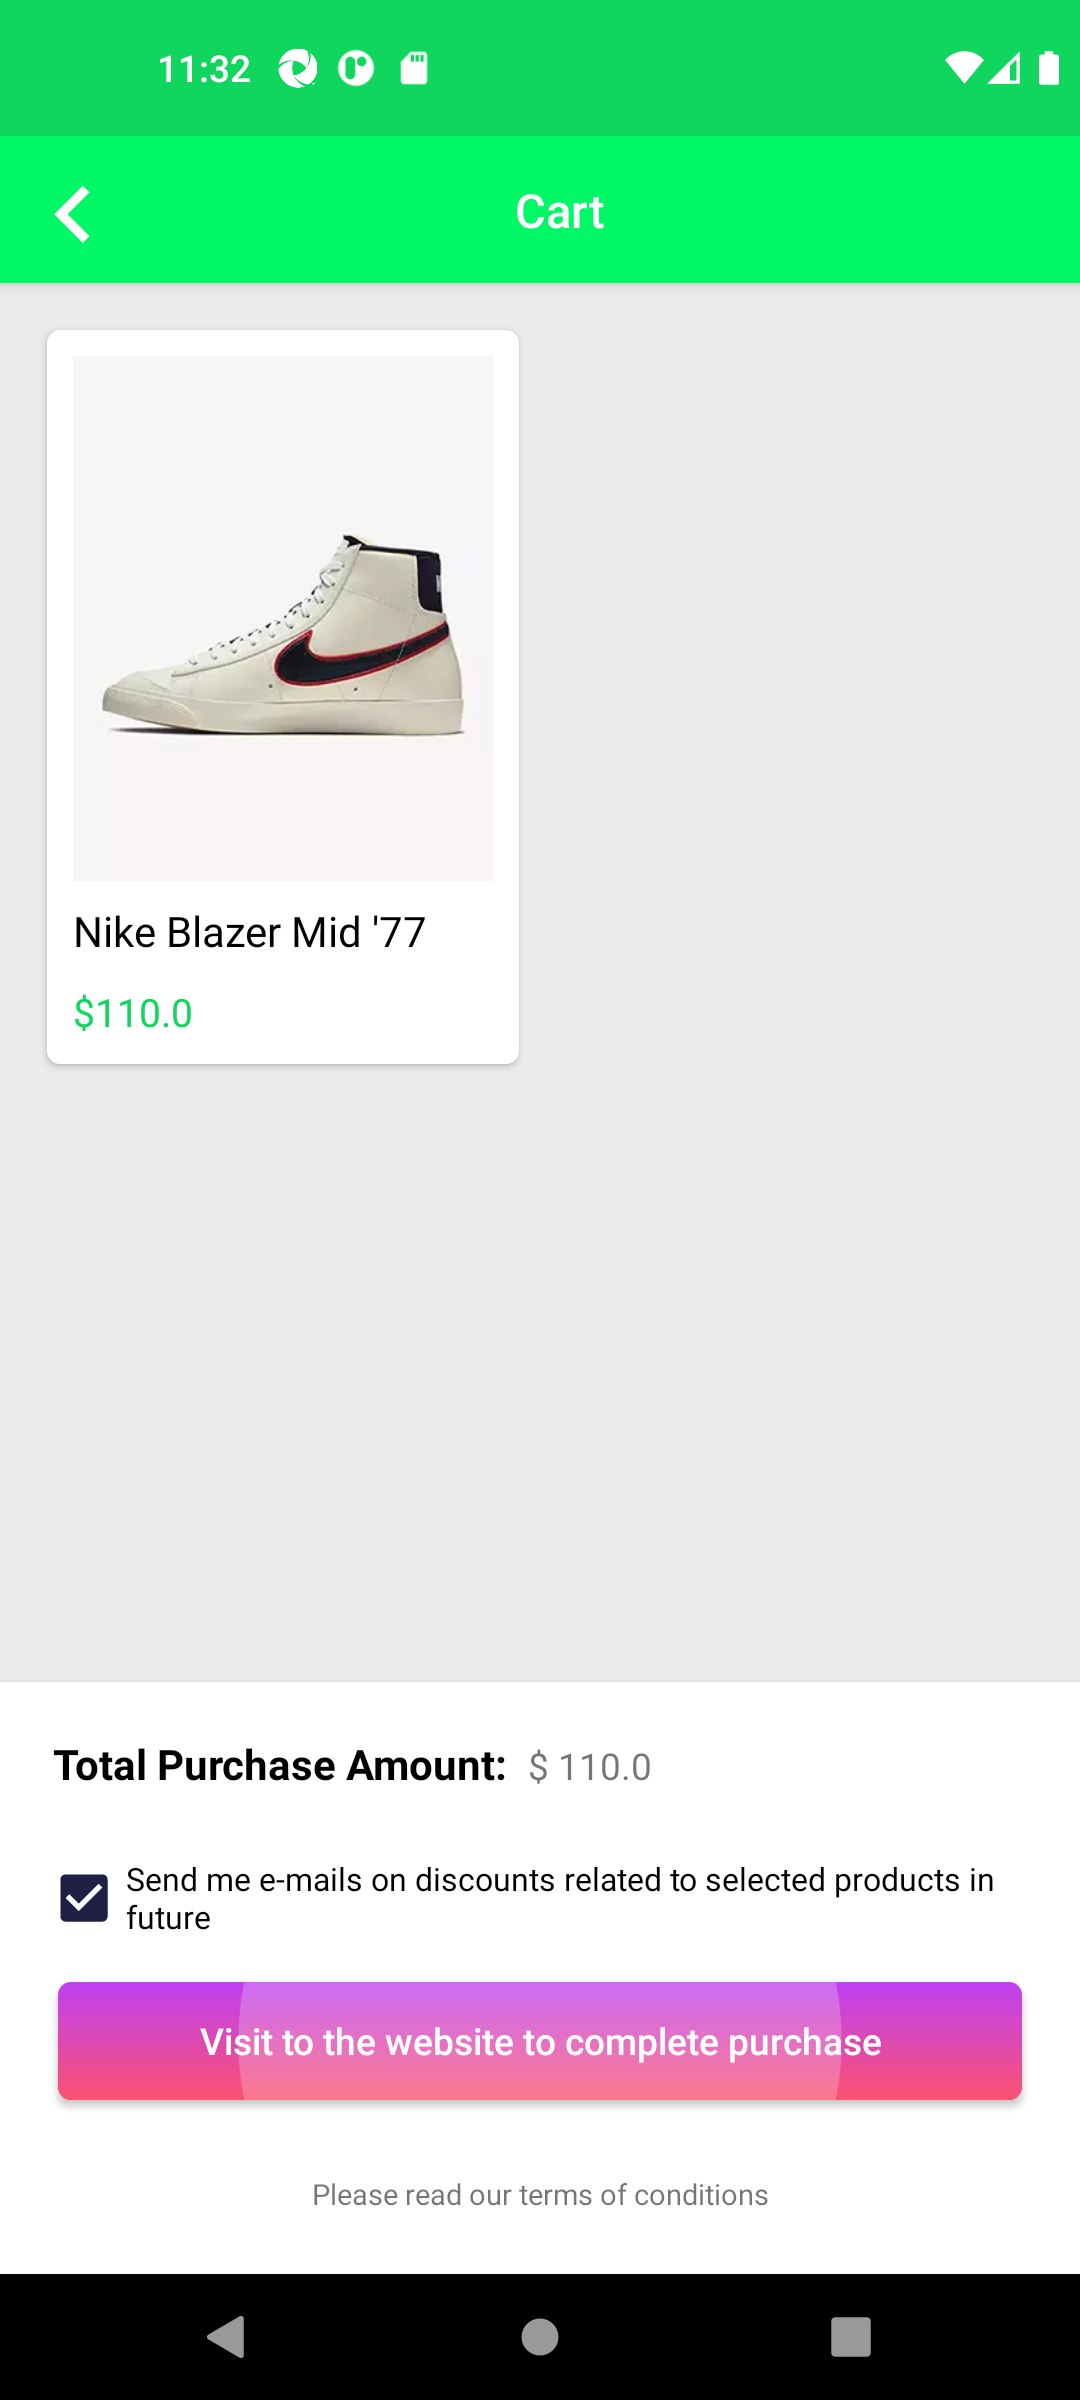 11:32
Cart
Nike Blazer Mid '77
$110.0
Total Purchase Amount: $ 110.0
Send me e-mails on discounts related to selected products in
future
Visit to the website to complete purchase
Please read our terms of conditions